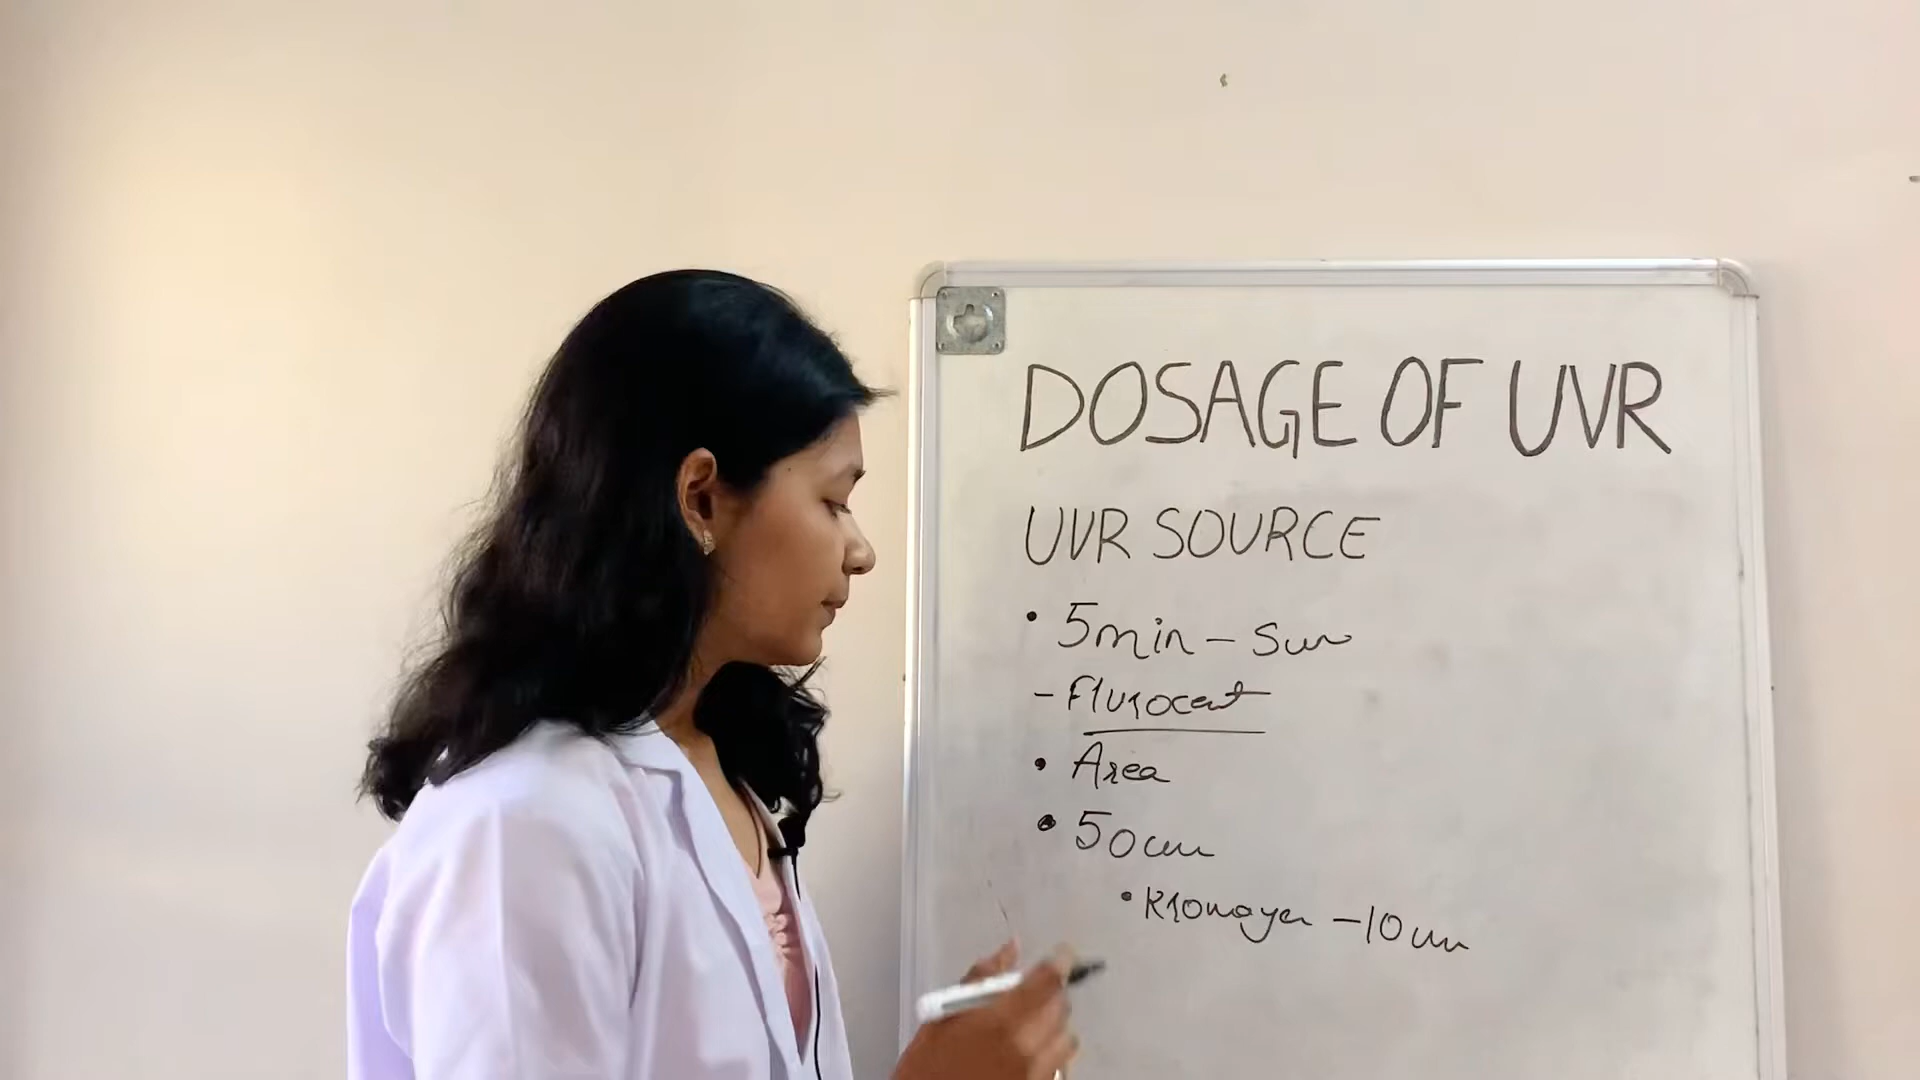 DOSAGE OF UVR
UVR SOURCE
• 5min - Sun
- Flurocent
• Area
• 50cm
• Kromayer - 10cm